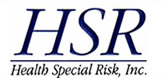 HSR
Health Special Risk, Inc.